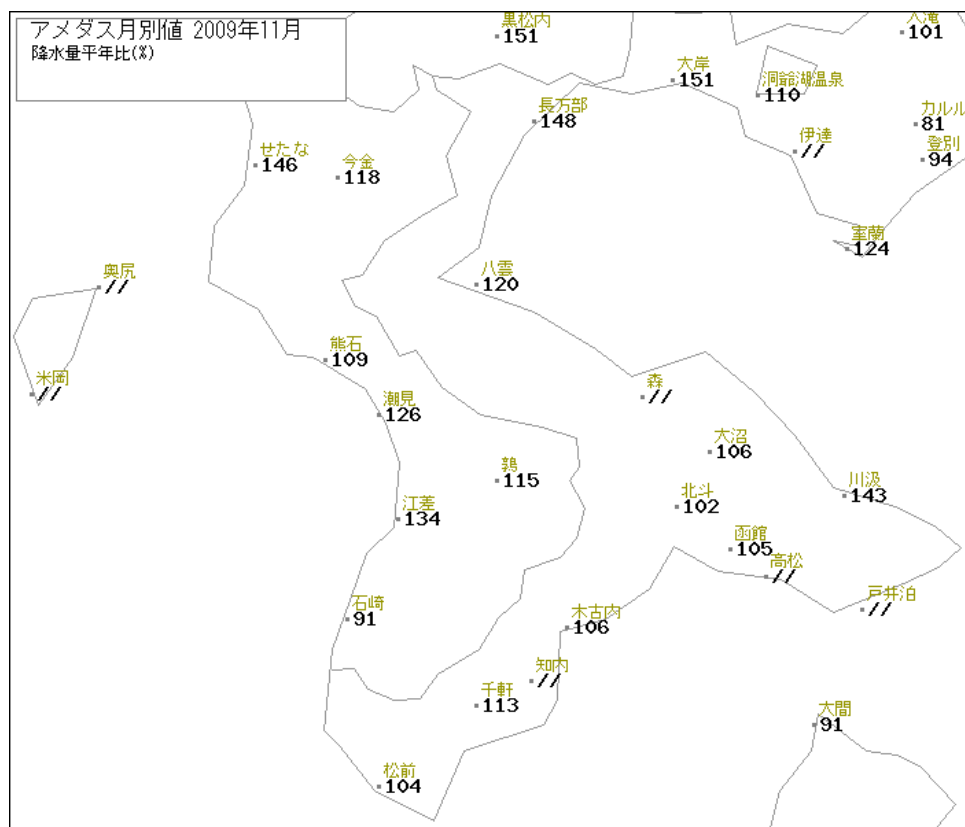 アメダス月別値 2009年11月
降水量平年比(%)
黒松内
151
大滝
101
大岸
151
洞爺湖温泉
110
長万部
148
カルル
81
伊達
//
登別
94
せたな
146
今金
118
室蘭
124
奥尻
//
八雲
120
熊石
109
米岡
//
潮見
126
森
//
大沼
106
鶉
115
川汲
143
北斗
102
江差
134
函館
105
高松
//
石崎
91
戸井泊
//
木古内
106
知内
//
千軒
113
大間
91
松前
104